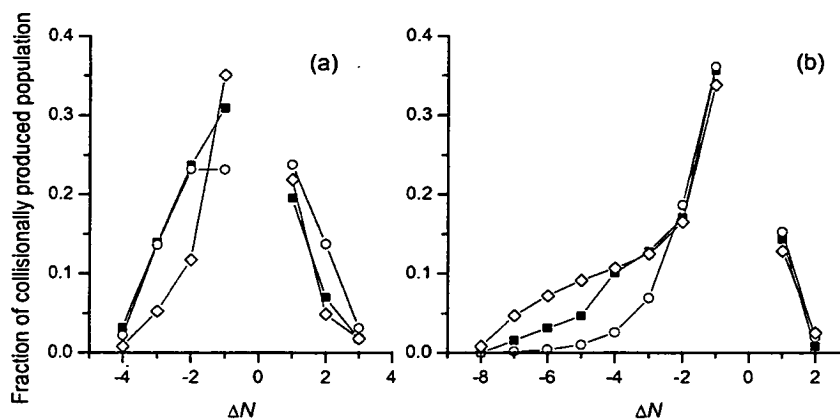 Fraction of collisionally produced population
0.4
0.3
0.2
0.1
0.0
(a)
-4 -2 0 2 4
ΔN
0.4
0.3
0.2
0.1
0.0
(b)
-8 -6 -4 -2 0 2
ΔN